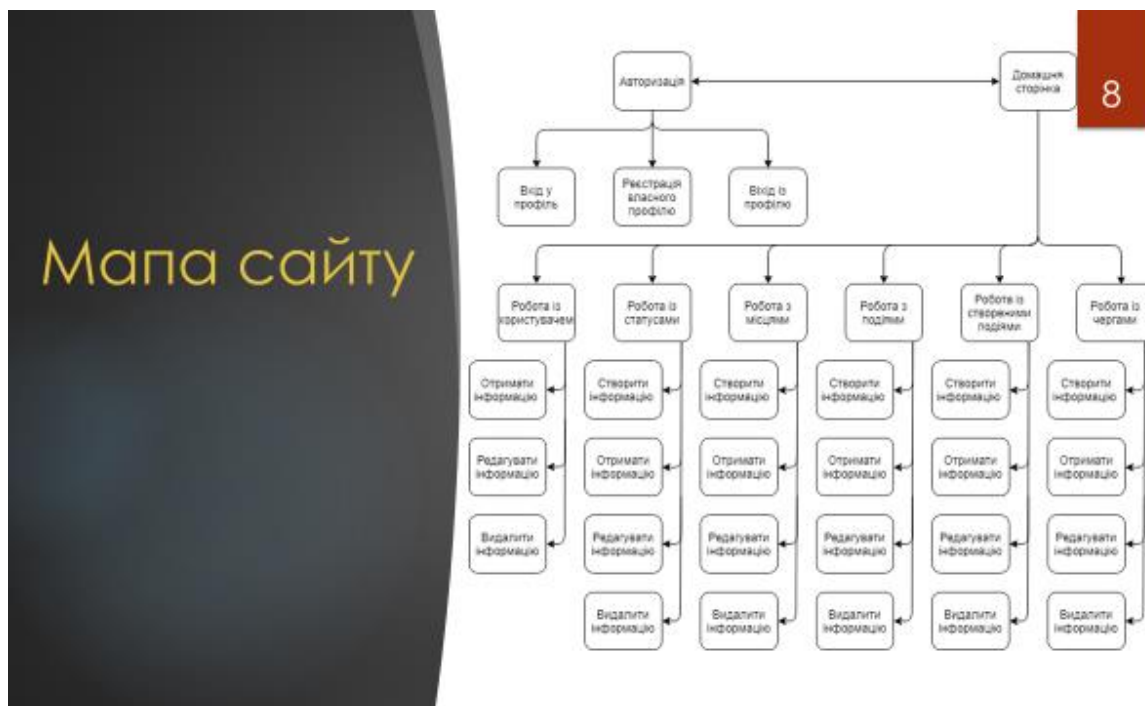 Мапа сайту
8
Авторизація
Домашня
сторінка
Вхід у
профіль
Реєстрація
власного
профілю
Віхід із
профілю
Робота із
користувачем
Робота із
статусами
Робота з
місцями
Робота з
подіями
Робота із
створеними
подіями
Робота із
чергами
Отримати
інформацію
Створити
інформацію
Створити
інформацію
Створити
інформацію
Створити
інформацію
Створити
інформацію
Редагувати
інформацію
Отримати
інформацію
Отримати
інформацію
Отримати
інформацію
Отримати
інформацію
Отримати
інформацію
Видалити
інформацію
Редагувати
інформацію
Редагувати
інформацію
Редагувати
інформацію
Редагувати
інформацію
Редагувати
інформацію
Видалити
інформацію
Видалити
інформацію
Видалити
інформацію
Видалити
інформацію
Видалити
інформацію